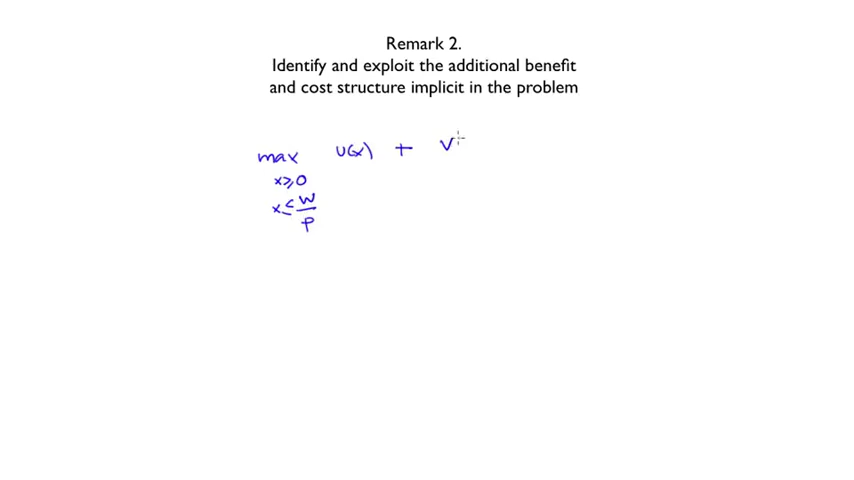 Remark 2.
Identify and exploit the additional benefit
and cost structure implicit in the problem
max u(x) + v
x≥0
x≤ w/p